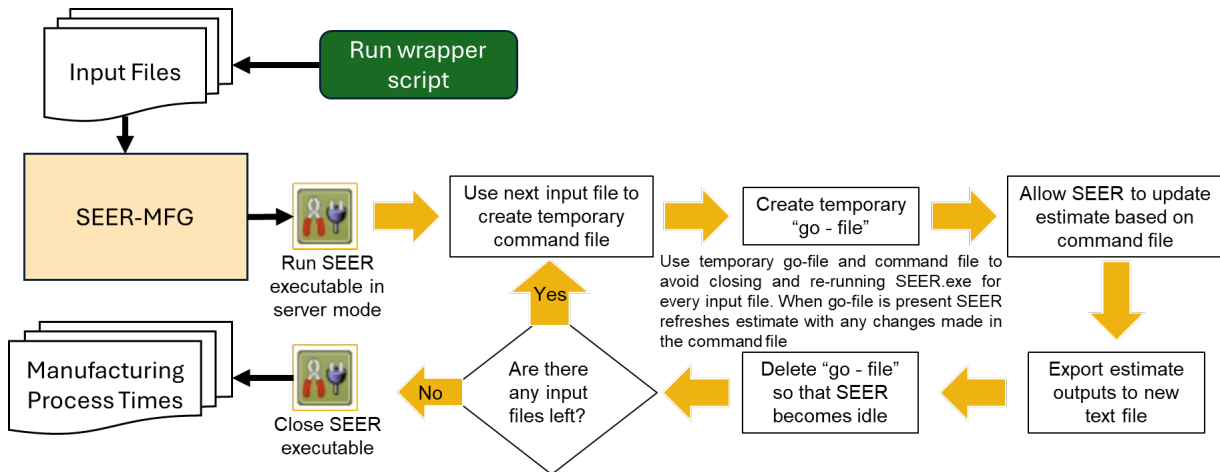 Input Files
Run wrapper
script
SEER-MFG
Run SEER
executable in
server mode
Use next input file to
create temporary
command file
Create temporary
“go - file”
Allow SEER to update
estimate based on
command file
Use temporary go-file and command file to
avoid closing and re-running SEER.exe for
every input file. When go-file is present SEER
refreshes estimate with any changes made in
the command file
Export estimate
outputs to new
text file
Delete “go - file”
so that SEER
becomes idle
Are there
any input
files left?
Yes
No
Close SEER
executable
Manufacturing
Process Times